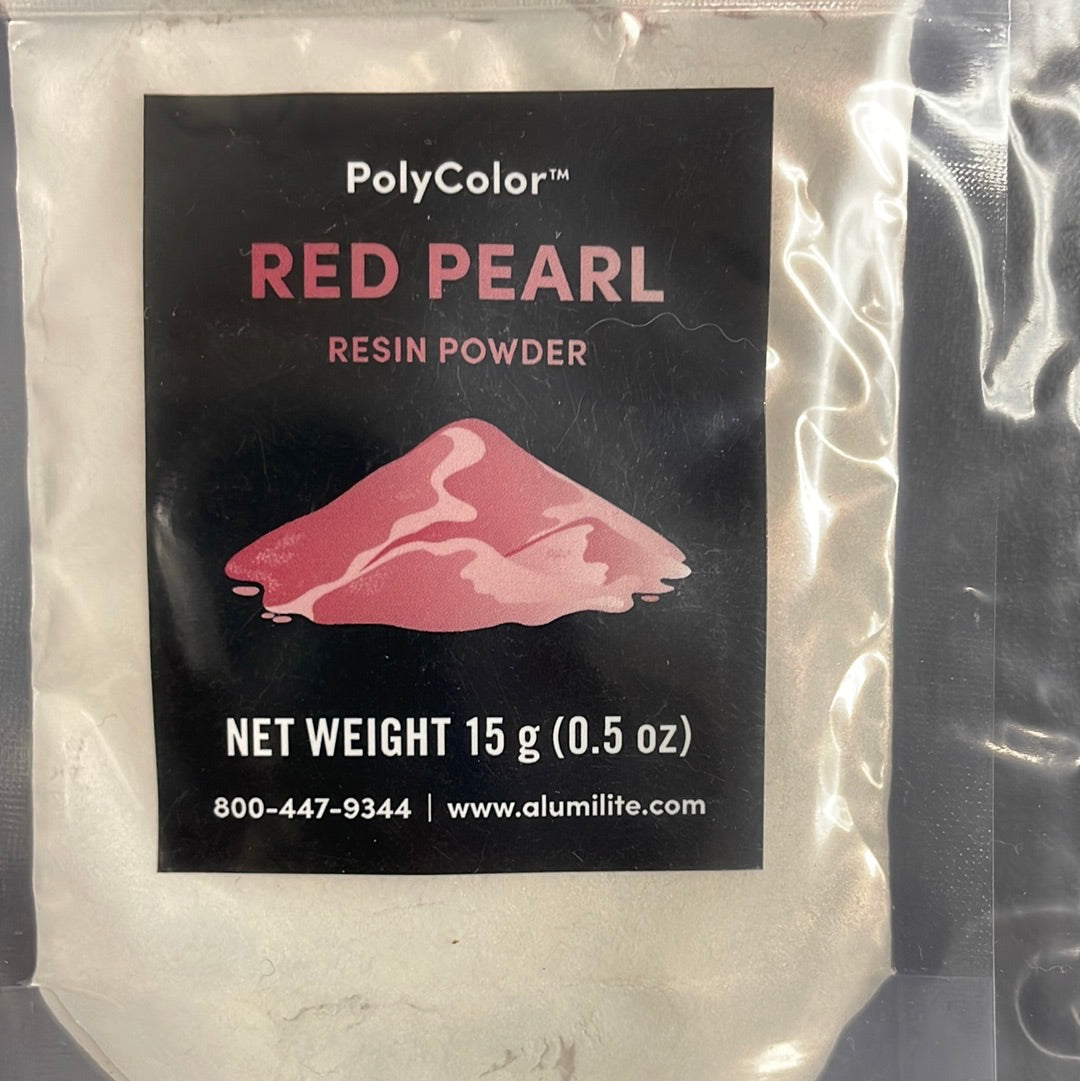 PolyColor™
RED PEARL
RESIN POWDER
NET WEIGHT 15 g (0.5 oz)
800-447-9344 | www.alumilite.com